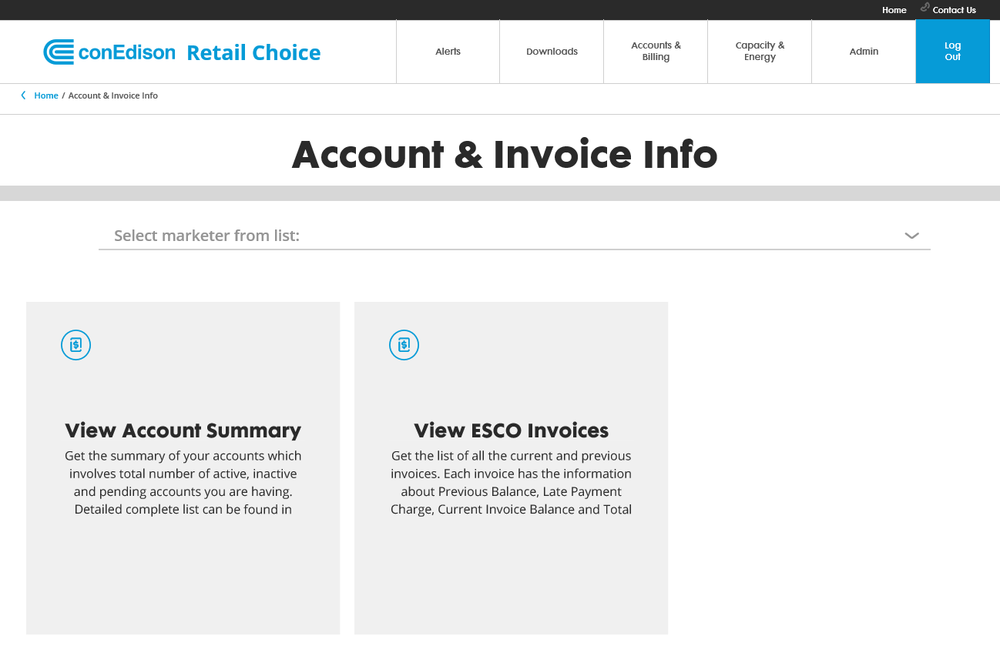 Home Contact Us
conEdison Retail Choice
Alerts
Downloads
Accounts &
Billing
Capacity &
Energy
Admin
Log
Out
Home / Account & Invoice Info
Account & Invoice Info
Select marketer from list:
View Account Summary
Get the summary of your accounts which
involves total number of active, inactive
and pending accounts you are having.
Detailed complete list can be found in
View ESCO Invoices
Get the list of all the current and previous
invoices. Each invoice has the information
about Previous Balance, Late Payment
Charge, Current Invoice Balance and Total